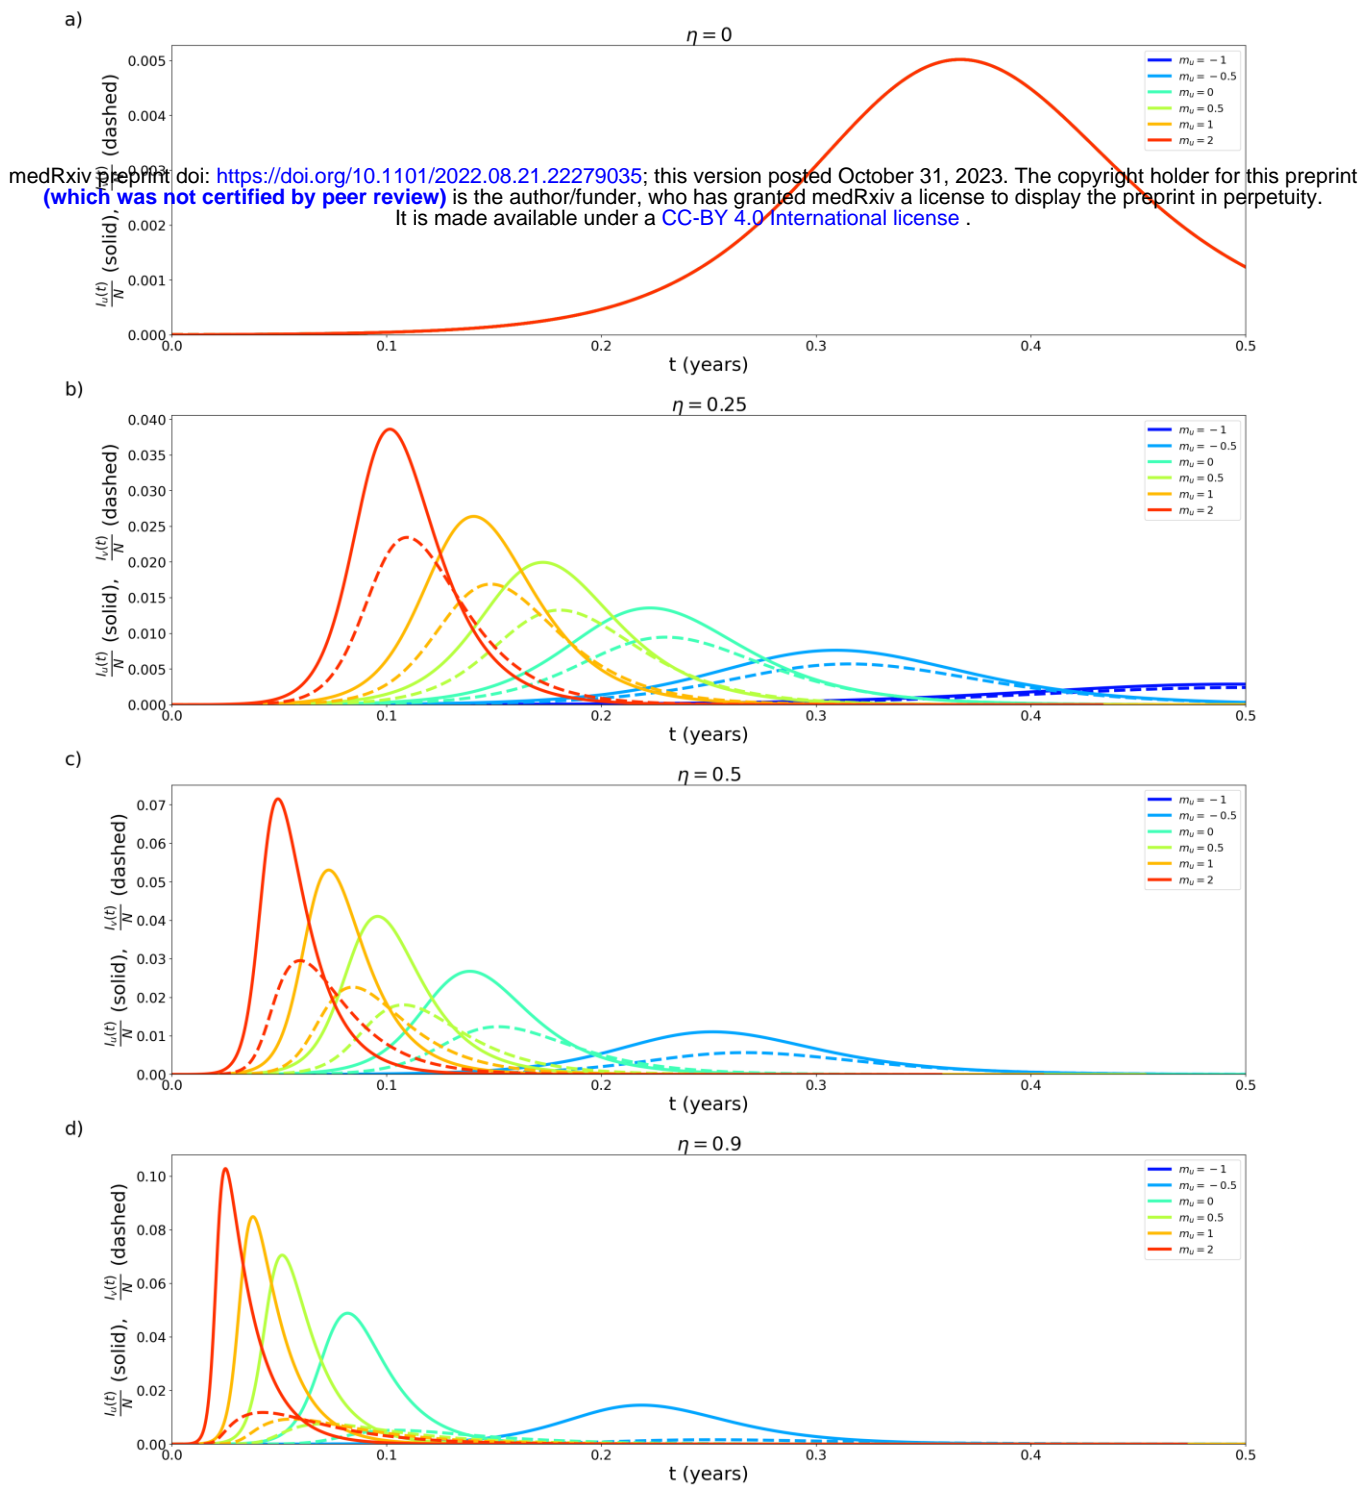 a)
η = 0
0.005
0.004
0.003
0.002
0.001
0.000
I_u(t)/N (solid), (dashed)
m_u = −1
m_u = −0.5
m_u = 0
m_u = 0.5
m_u = 1
m_u = 2
medRxiv preprint doi: https://doi.org/10.1101/2022.08.21.22279035; this version posted October 31, 2023. The copyright holder for this preprint
(which was not certified by peer review) is the author/funder, who has granted medRxiv a license to display the preprint in perpetuity.
It is made available under a CC-BY 4.0 International license .
0.0 0.1 0.2 0.3 0.4 0.5
t (years)
b)
η = 0.25
0.040
0.035
0.030
0.025
0.020
0.015
0.010
0.005
0.000
I_u(t)/N (solid), I_v(t)/N (dashed)
m_u = −1
m_u = −0.5
m_u = 0
m_u = 0.5
m_u = 1
m_u = 2
0.0 0.1 0.2 0.3 0.4 0.5
t (years)
c)
η = 0.5
0.07
0.06
0.05
0.04
0.03
0.02
0.01
0.00
I_u(t)/N (solid), I_v(t)/N (dashed)
m_u = −1
m_u = −0.5
m_u = 0
m_u = 0.5
m_u = 1
m_u = 2
0.0 0.1 0.2 0.3 0.4 0.5
t (years)
d)
η = 0.9
0.10
0.08
0.06
0.04
0.02
0.00
I_u(t)/N (solid), I_v(t)/N (dashed)
m_u = −1
m_u = −0.5
m_u = 0
m_u = 0.5
m_u = 1
m_u = 2
0.0 0.1 0.2 0.3 0.4 0.5
t (years)